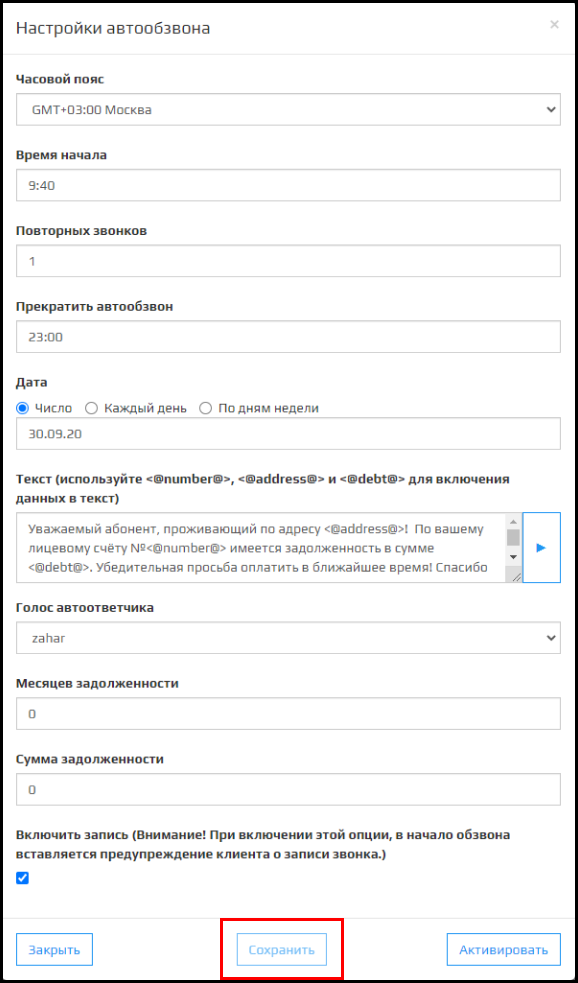 Настройки автообзвона ×
Часовой пояс
GMT+03:00 Москва
Время начала
9:40
Повторных звонков
1
Прекратить автообзвон
23:00
Дата
Число Каждый день По дням недели
30.09.20
Текст (используйте <@number@>, <@address@> и <@debt@> для включения
данных в текст)
Уважаемый абонент, проживающий по адресу <@address@>! По вашему
лицевому счёту №<@number@> имеется задолженность в сумме
<@debt@>. Убедительная просьба оплатить в ближайшее время! Спасибо
Голос автоответчика
zahar
Месяцев задолженности
0
Сумма задолженности
0
Включить запись (Внимание! При включении этой опции, в начало обзвона
вставляется предупреждение клиента о записи звонка.)
Закрыть Сохранить Активировать